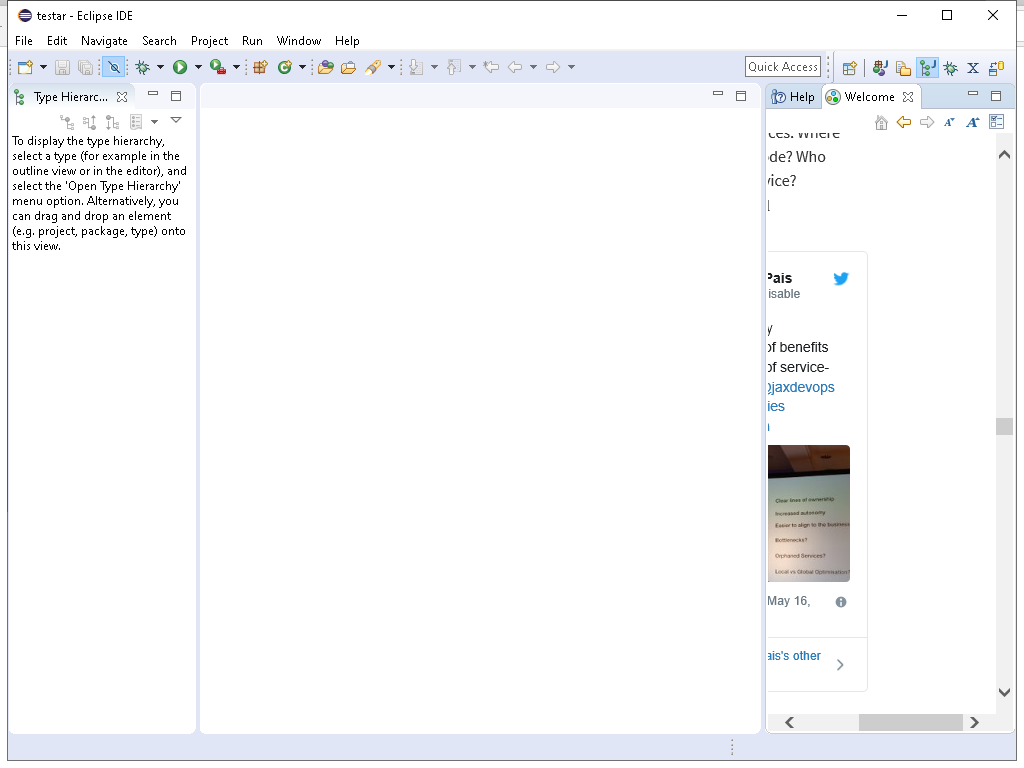 testar - Eclipse IDE
File Edit Navigate Search Project Run Window Help
Quick Access
Type Hierarc...
Help
Welcome
To display the type hierarchy,
select a type (for example in the
outline view or in the editor), and
select the 'Open Type Hierarchy'
menu option. Alternatively, you
can drag and drop an element
(e.g. project, package, type) onto
this view.
ces. Where
ode? Who
vice?
Pais
isable
y
of benefits
of service-
@jaxdevops
ies
Clear lines of ownership
Increased autonomy
Easier to align to the business
Bottlenecks?
Orphaned Services?
Local vs Global Optimisation?
May 16,
ais's other